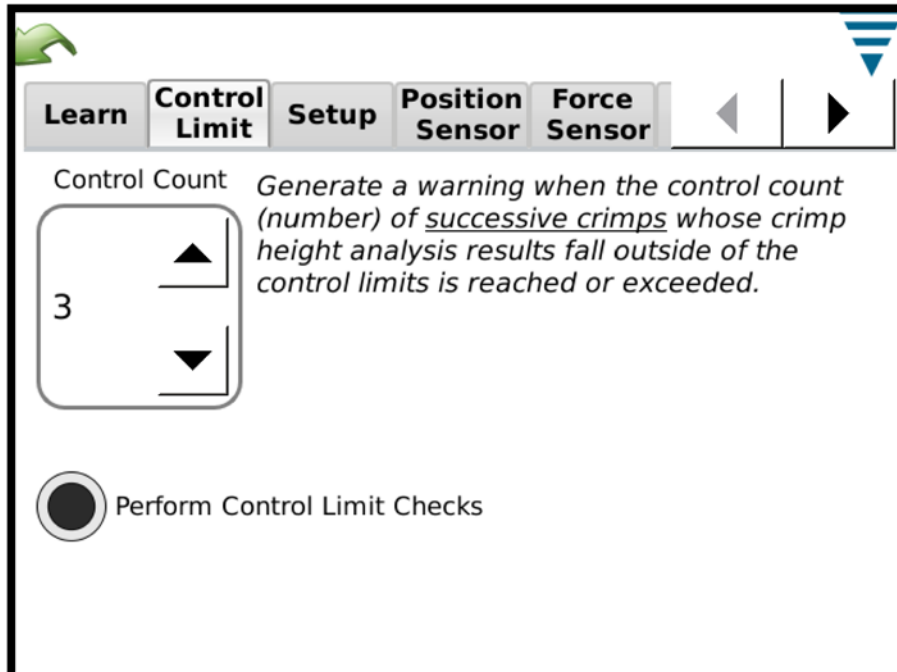 Learn
Control
Limit
Setup
Position
Sensor
Force
Sensor
Control Count
3
Generate a warning when the control count
(number) of successive crimps whose crimp
height analysis results fall outside of the
control limits is reached or exceeded.
Perform Control Limit Checks